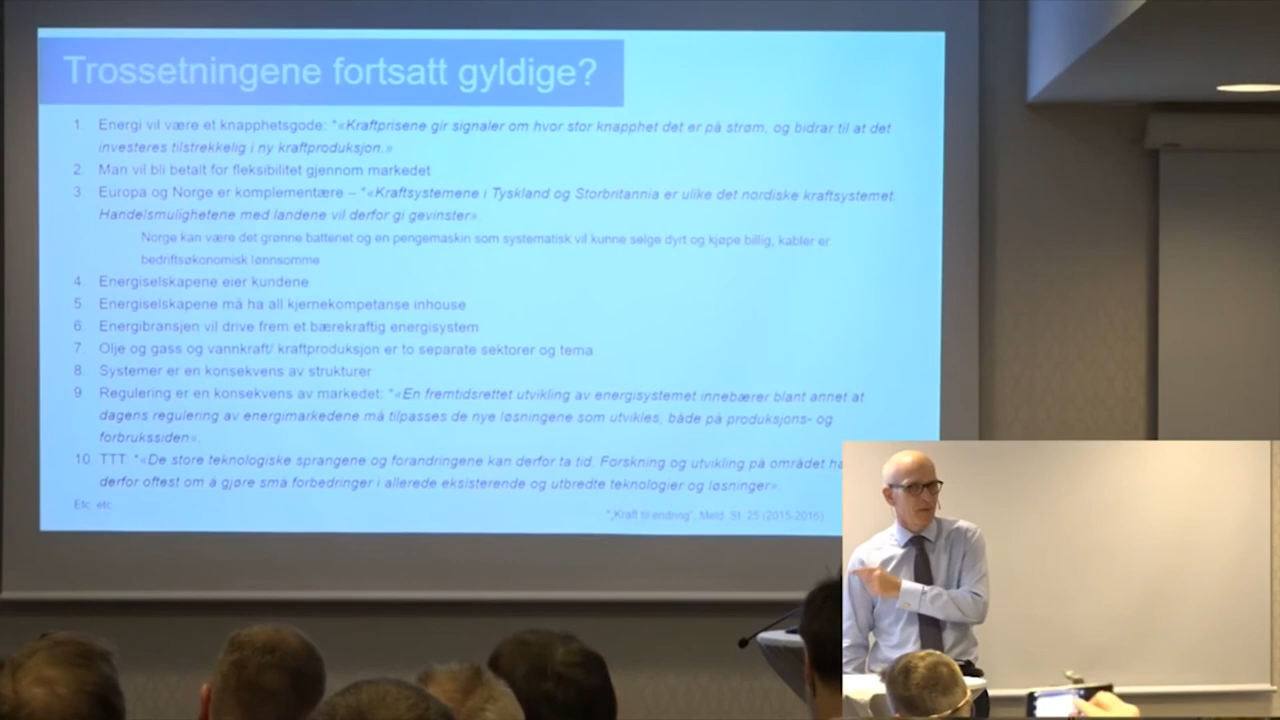 Trossetningene fortsatt gyldige?
1. Energi vil være et knapphetsgode: *«Kraftprisene gir signaler om hvor stor knapphet det er på strøm, og bidrar til at det
investeres tilstrekkelig i ny kraftproduksjon.»
2. Man vil bli betalt for fleksibilitet gjennom markedet
3. Europa og Norge er komplementære – *«Kraftsystemene i Tyskland og Storbritannia er ulike det nordiske kraftsystemet.
Handelsmulighetene med landene vil derfor gi gevinster».
Norge kan være det grønne batteriet og en pengemaskin som systematisk vil kunne selge dyrt og kjøpe billig, kabler er
bedriftsøkonomisk lønnsomme
4. Energiselskapene eier kundene
5. Energiselskapene må ha all kjernekompetanse inhouse
6. Energibransjen vil drive frem et bærekraftig energisystem
7. Olje og gass og vannkraft/ kraftproduksjon er to separate sektorer og tema
8. Systemer er en konsekvens av strukturer
9. Regulering er en konsekvens av markedet: *«En fremtidsrettet utvikling av energisystemet innebærer blant annet at
dagens regulering av energimarkedene må tilpasses de nye løsningene som utvikles, både på produksjons- og
forbrukssiden».
10. TTT: *«De store teknologiske sprangene og forandringene kan derfor ta tid. Forskning og utvikling på området
derfor oftest om å gjøre små forbedringer i allerede eksisterende og utbredte teknologier og løsninger».
Etc. etc.
*„Kraft til endring", Meld. St. 25 (2015-2016)